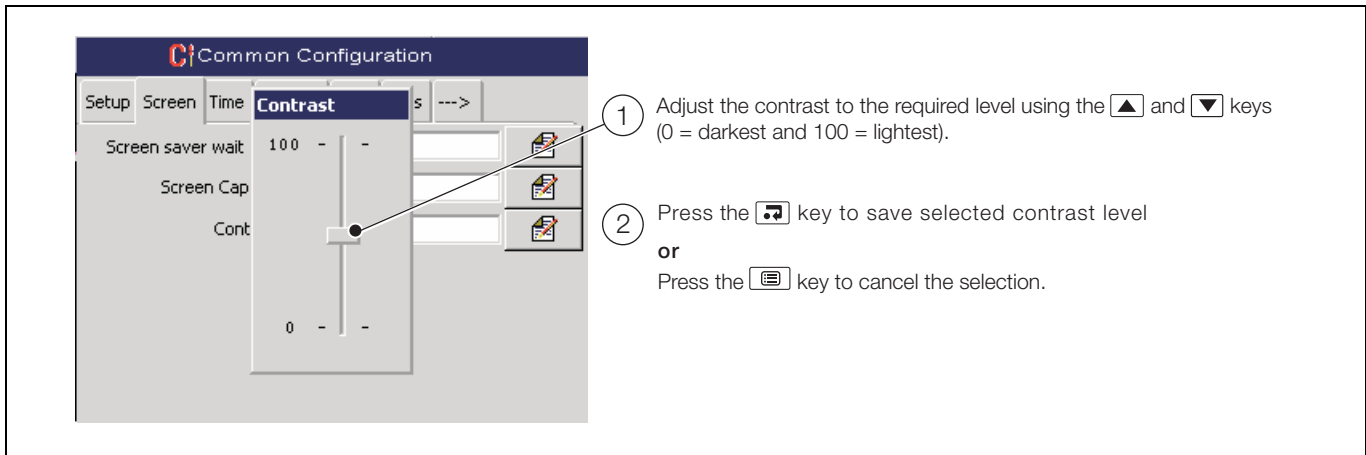 Common Configuration
Setup Screen Time s --->
Contrast
Screen saver wait
100 - -
Screen Cap
Cont
0 - -
1 Adjust the contrast to the required level using the ▲ and ▼ keys
(0 = darkest and 100 = lightest).
2 Press the key to save selected contrast level
or
Press the key to cancel the selection.